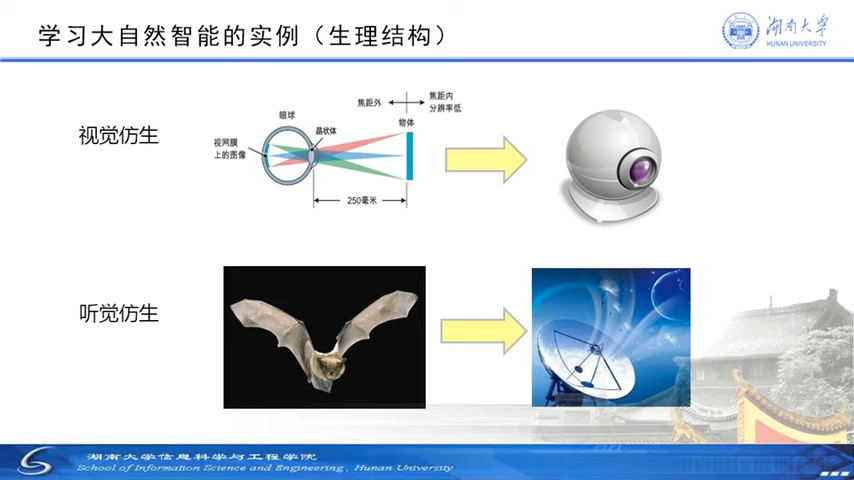 学习大自然智能的实例（生理结构）
湖南大学
HUNAN UNIVERSITY
视觉仿生
焦距外
焦距内
分辨率低
眼球
晶状体
物体
视网膜
上的图像
250毫米
听觉仿生
湖南大学信息科学与工程学院
School of Information Science and Engineering, Hunan University